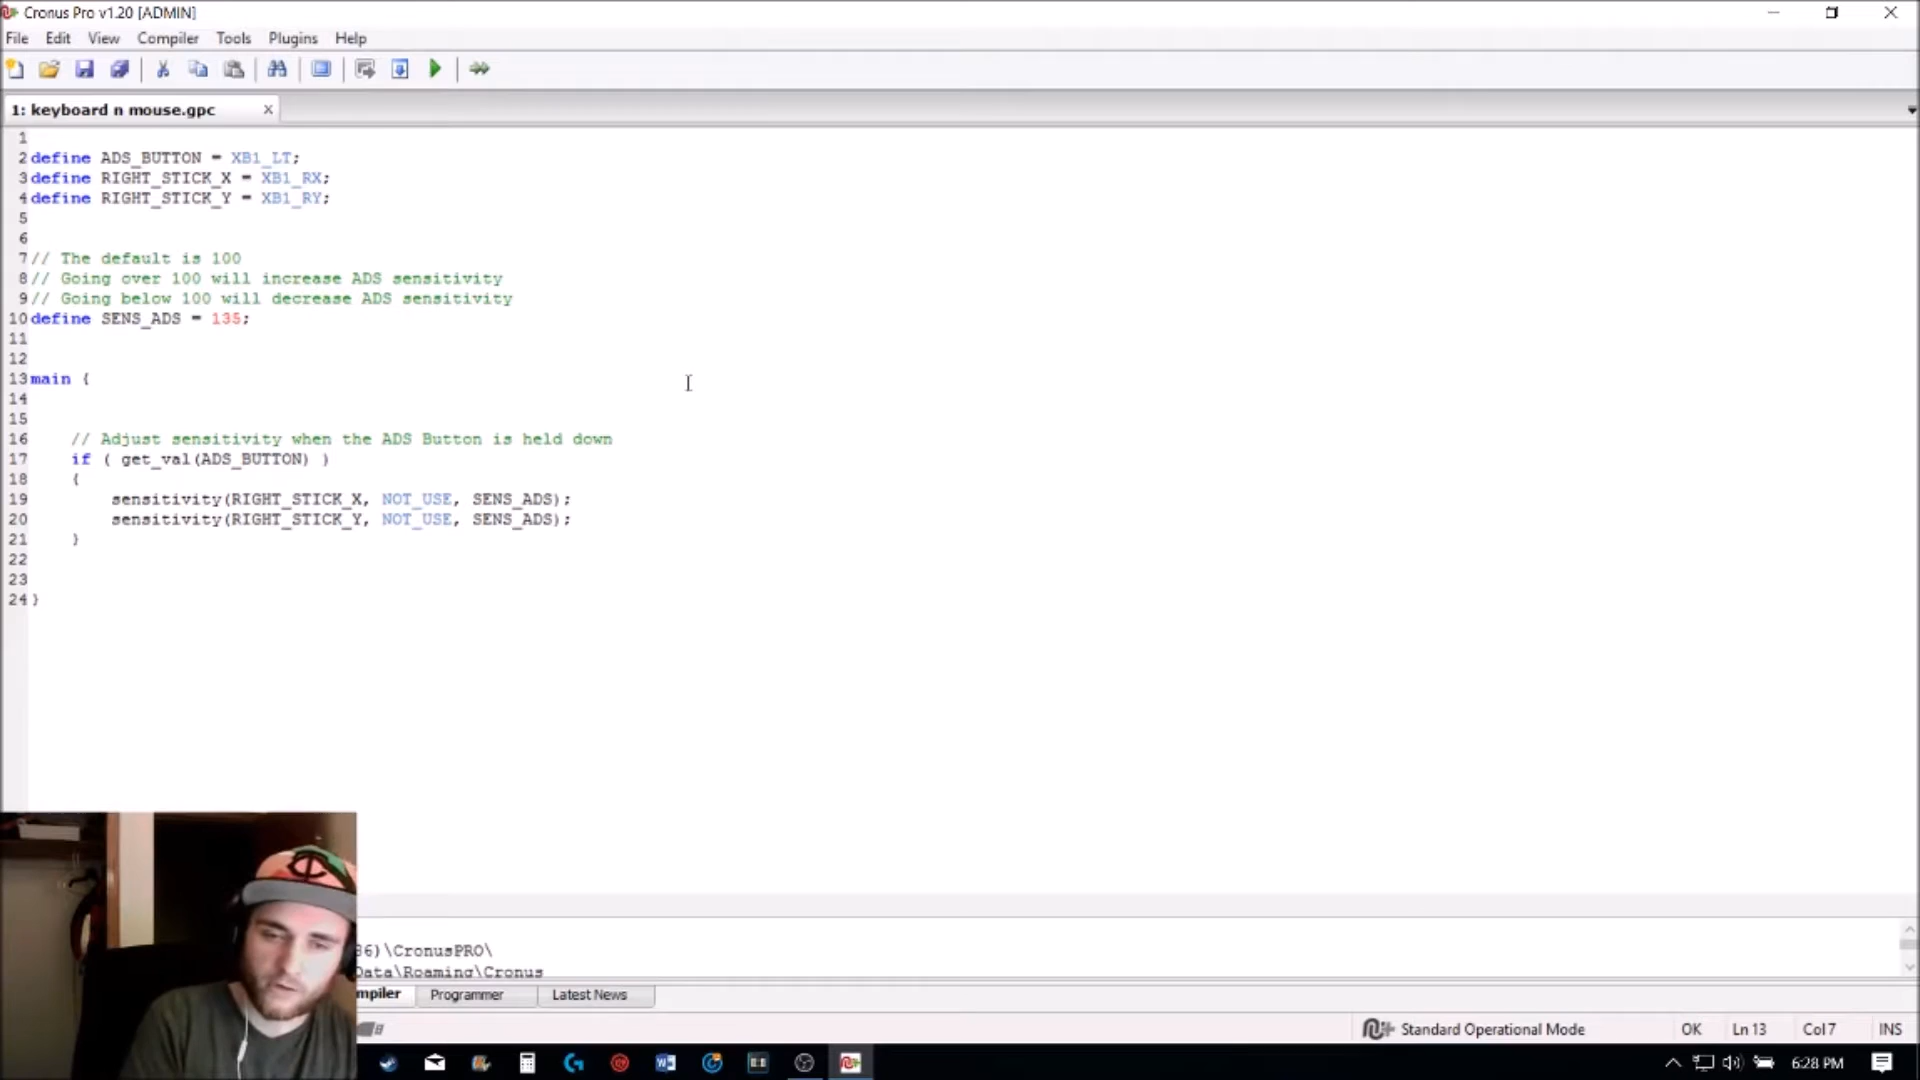 Cronus Pro v1.20 [ADMIN]
File Edit View Compiler Tools Plugins Help
1: keyboard n mouse.gpc
1
2 define ADS_BUTTON = XB1_LT;
3 define RIGHT_STICK_X = XB1_RX;
4 define RIGHT_STICK_Y = XB1_RY;
5
6
7 // The default is 100
8 // Going over 100 will increase ADS sensitivity
9 // Going below 100 will decrease ADS sensitivity
10 define SENS_ADS = 135;
11
12
13 main {
14
15
16 // Adjust sensitivity when the ADS Button is held down
17 if ( get_val(ADS_BUTTON) )
18 {
19 sensitivity(RIGHT_STICK_X, NOT_USE, SENS_ADS);
20 sensitivity(RIGHT_STICK_Y, NOT_USE, SENS_ADS);
21 }
22
23
24 }
86)\CronusPRO\
Data\Roaming\Cronus
mpiler Programmer Latest News
Standard Operational Mode OK Ln 13 Col 7 INS
6:28 PM